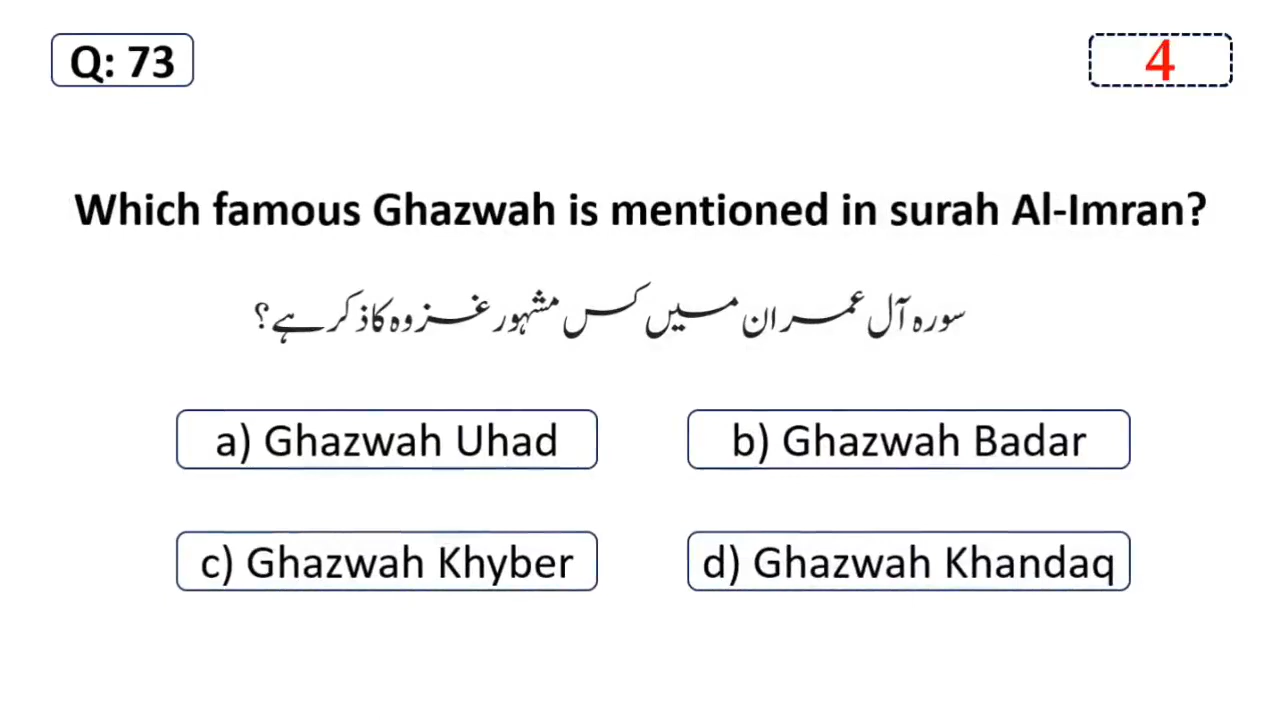 Q: 73
4
Which famous Ghazwah is mentioned in surah Al-Imran?
سورہ آل عمران میں کس مشہور غزوہ کا ذکر ہے؟
a) Ghazwah Uhad
b) Ghazwah Badar
c) Ghazwah Khyber
d) Ghazwah Khandaq